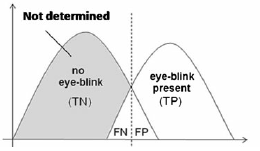 Not determined
no
eye-blink
(TN)
eye-blink
present
(TP)
FN
FP